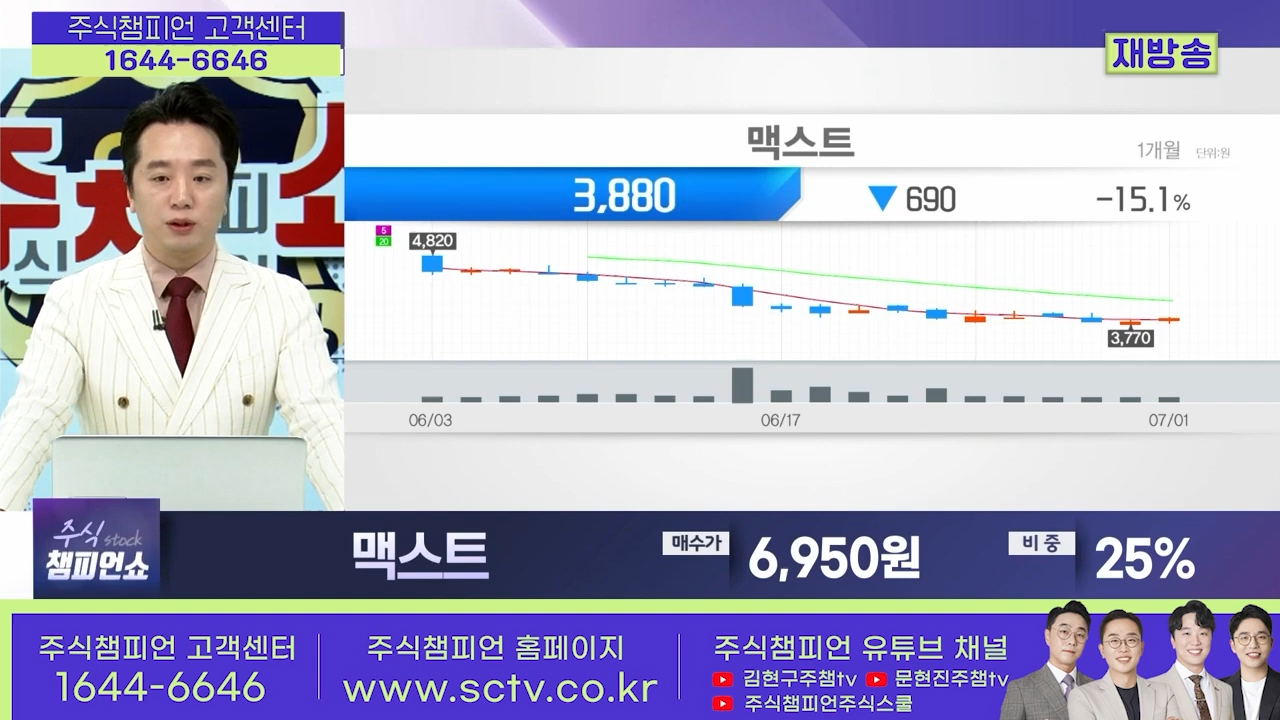 주식챔피언 고객센터
1644-6646
재방송
맥스트
1개월 단위:원
3,880 ▼690 -15.1%
5
20
4,820
3,770
06/03 06/17 07/01
주식 stock
챔피언쇼
맥스트 매수가 6,950원 비중 25%
주식챔피언 고객센터
1644-6646
주식챔피언 홈페이지
www.sctv.co.kr
주식챔피언 유튜브 채널
김현구주챔tv 문현진주챔tv
주식챔피언주식스쿨